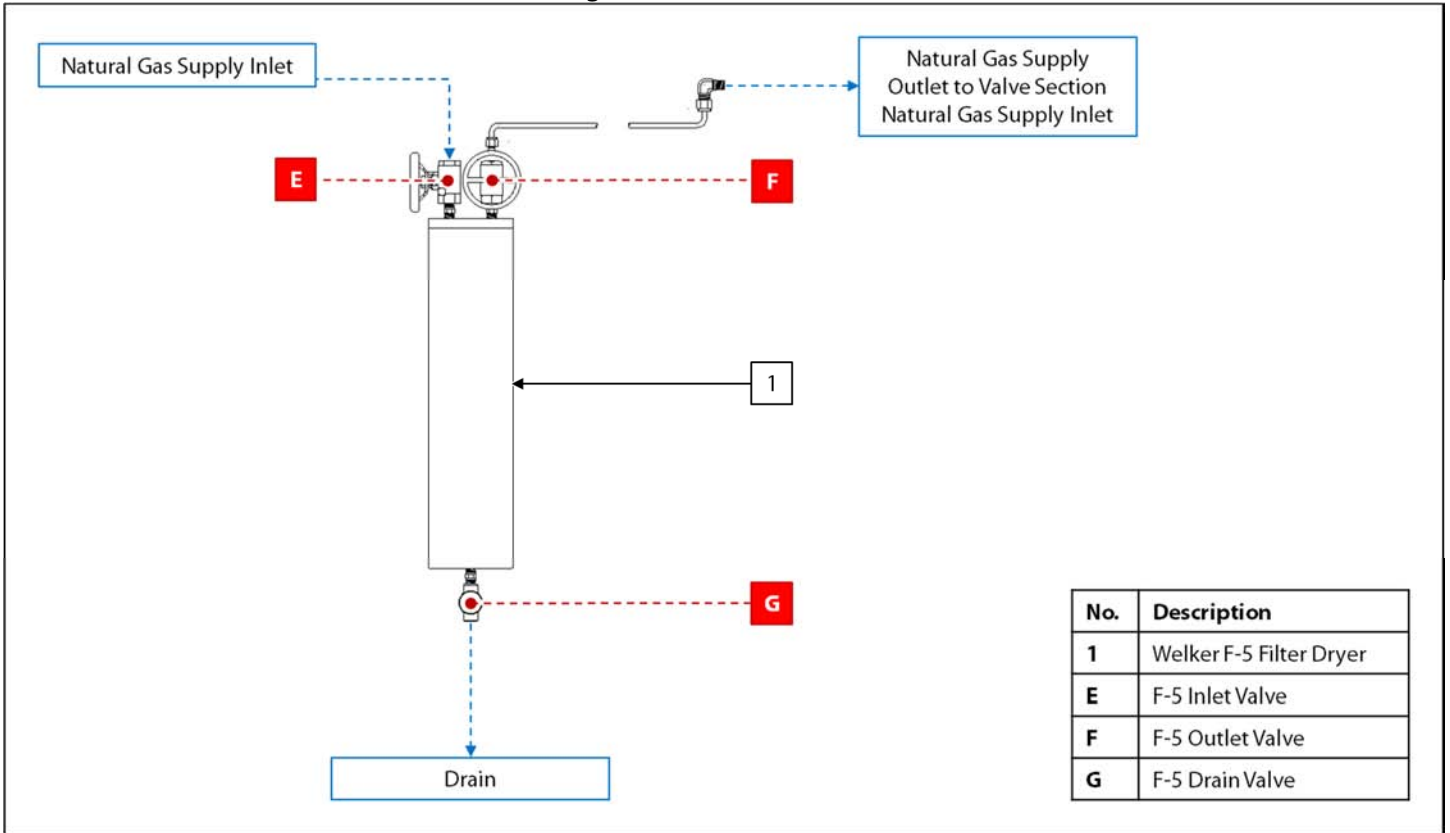 Natural Gas Supply Inlet
Natural Gas Supply
Outlet to Valve Section
Natural Gas Supply Inlet
E
F
1
G
Drain
No. Description
1 Welker F-5 Filter Dryer
E F-5 Inlet Valve
F F-5 Outlet Valve
G F-5 Drain Valve